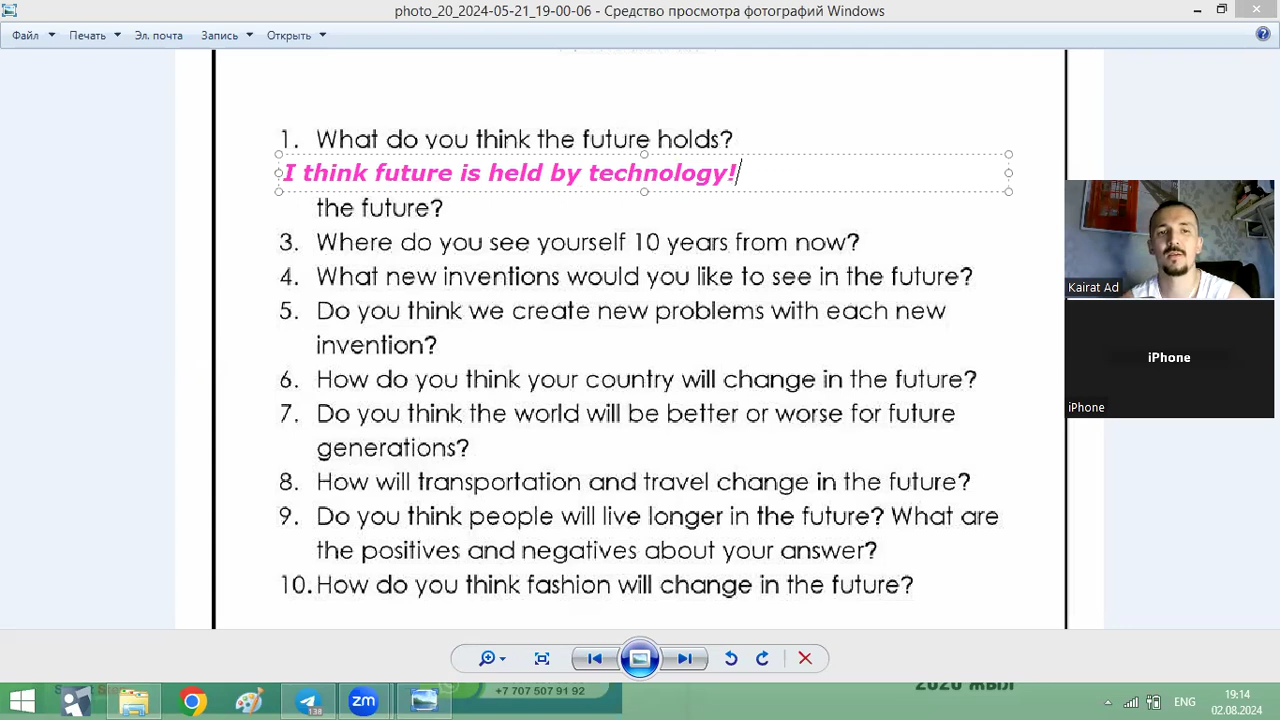 photo_20_2024-05-21_19-00-06 - Средство просмотра фотографий Windows
Файл Печать Эл. почта Запись Открыть
1. What do you think the future holds?
I think future is held by technology!
the future?
3. Where do you see yourself 10 years from now?
4. What new inventions would you like to see in the future?
5. Do you think we create new problems with each new
invention?
6. How do you think your country will change in the future?
7. Do you think the world will be better or worse for future
generations?
8. How will transportation and travel change in the future?
9. Do you think people will live longer in the future? What are
the positives and negatives about your answer?
10. How do you think fashion will change in the future?
Kairat Ad
iPhone
iPhone
+7 707 507 91 92
zm
138
ENG
19:14
02.08.2024